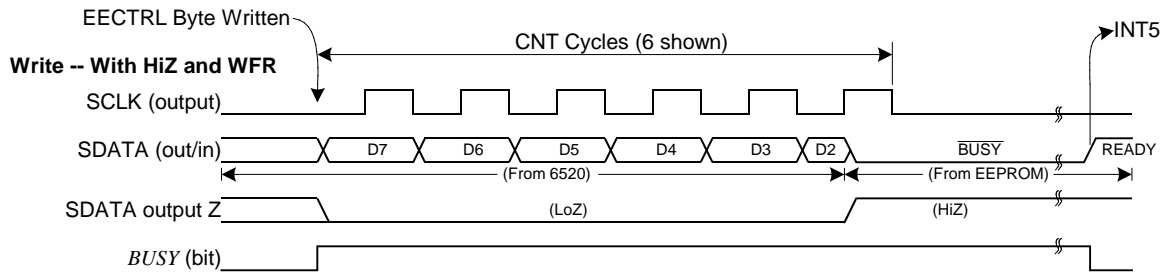 EECTRL Byte Written
INT5
CNT Cycles (6 shown)
Write -- With HiZ and WFR
SCLK (output)
SDATA (out/in)
D7 D6 D5 D4 D3 D2 BUSY READY
(From 6520) (From EEPROM)
SDATA output Z
(LoZ) (HiZ)
BUSY (bit)